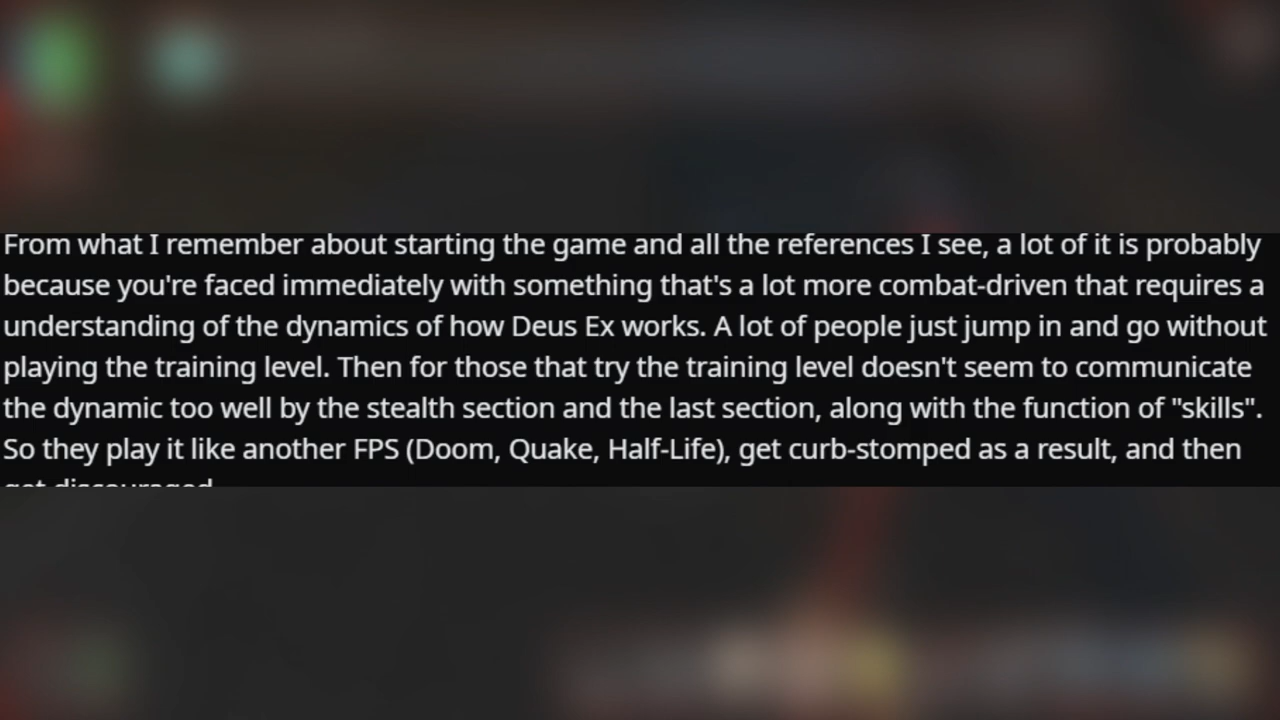 From what I remember about starting the game and all the references I see, a lot of it is probably
because you're faced immediately with something that's a lot more combat-driven that requires a
understanding of the dynamics of how Deus Ex works. A lot of people just jump in and go without
playing the training level. Then for those that try the training level doesn't seem to communicate
the dynamic too well by the stealth section and the last section, along with the function of "skills".
So they play it like another FPS (Doom, Quake, Half-Life), get curb-stomped as a result, and then
get discouraged